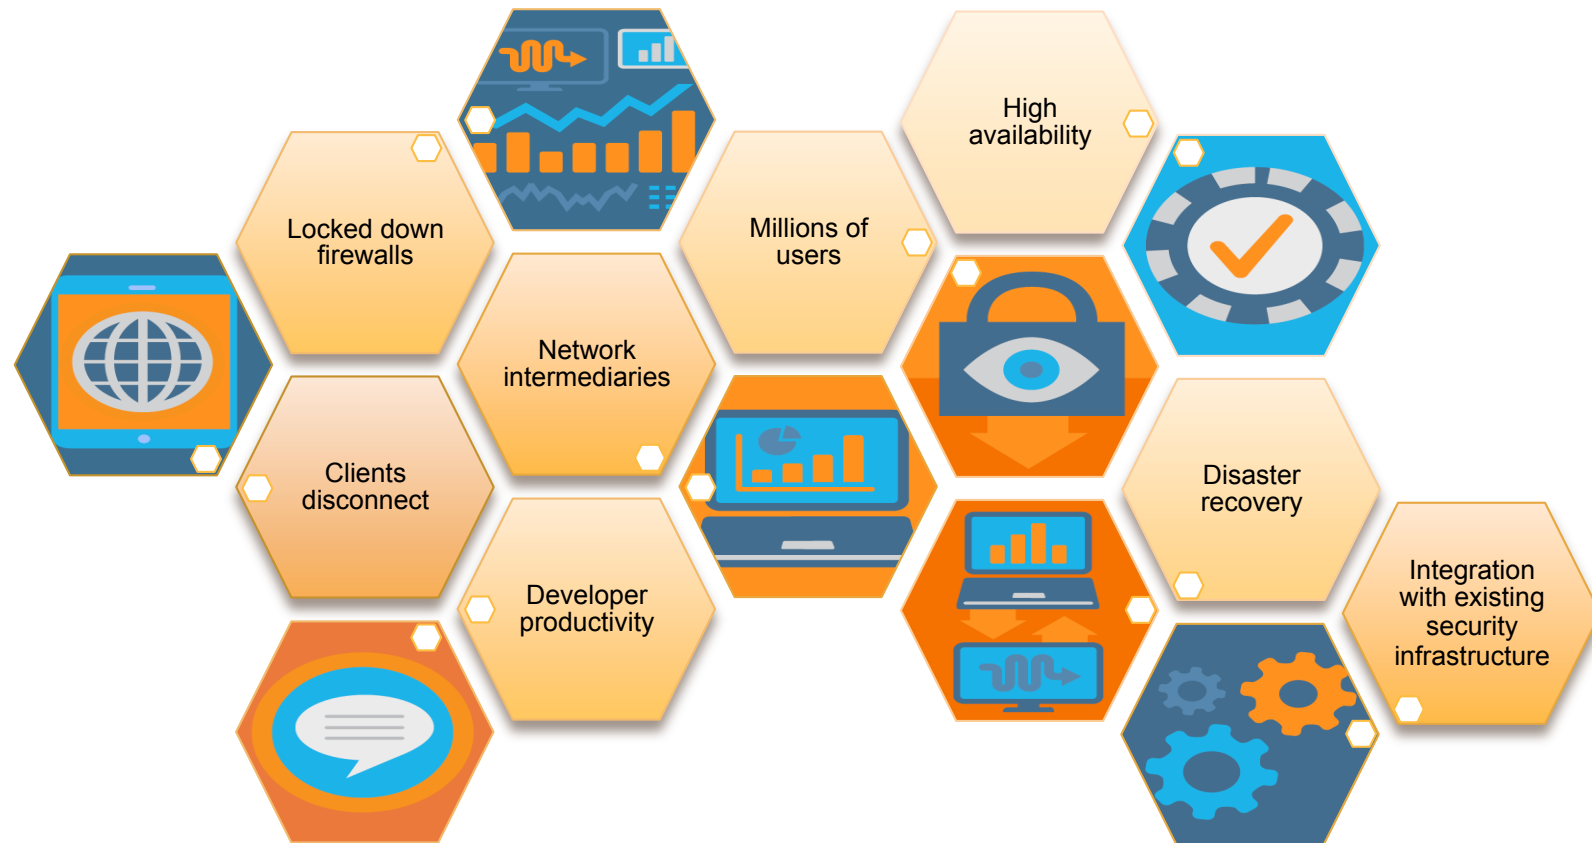 High
availability
Locked down
firewalls
Millions of
users
Network
intermediaries
Clients
disconnect
Disaster
recovery
Developer
productivity
Integration
with existing
security
infrastructure